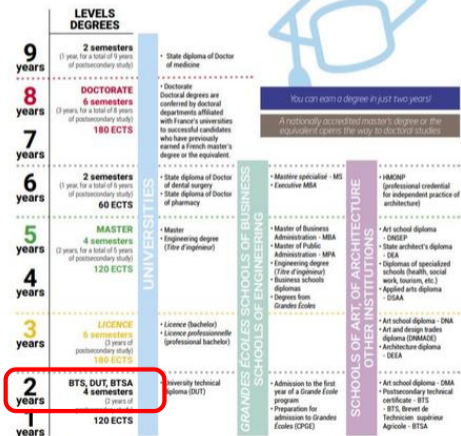 LEVELS
DEGREES
9
years
2 semesters
(1 year, for a total of 9 years
of postsecondary study)
• State diploma of Doctor
of medicine
8
years
DOCTORATE
6 semesters
(3 years, for a total of 8 years
of postsecondary study)
180 ECTS
• Doctorate
Doctoral degrees are
conferred by doctoral
departments affiliated
with France's universities
to successful candidates
who have previously
earned a French master's
degree or the equivalent.
You can earn a degree in just two years!
A nationally accredited master's degree or the
equivalent opens the way to doctoral studies
7
years
6
years
2 semesters
(1 year, for a total of 6 years
of postsecondary study)
60 ECTS
• State diploma of Doctor
of dental surgery
• State diploma of Doctor
of pharmacy
• Mastère spécialisé - MS
• Executive MBA
• HMONP
(professional credential
for independent practice of
architecture)
5
years
MASTER
4 semesters
(2 years, for a total of 5 years
of postsecondary study)
120 ECTS
• Master
• Engineering degree
(Titre d'ingénieur)
• Master of Business
Administration - MBA
• Master of Public
Administration - MPA
• Engineering degree
(Titre d'ingénieur)
• Business schools
diplomas
• Degrees from
Grandes Écoles
• Art school diploma
- DNSEP
• State architect's diploma
- DEA
• Diplomas of specialized
schools (health, social
work, tourism, etc.)
• Applied arts diploma
- DSAA
4
years
3
years
LICENCE
6 semesters
(3 years of
postsecondary study)
180 ECTS
• Licence (bachelor)
• Licence professionnelle
(professional bachelor)
• Art school diploma - DNA
• Art and design trades
diploma (DNMADE)
• Architecture diploma
- DEEA
2
years
BTS, DUT, BTSA
4 semesters
(2 years of
University technical
diploma (DUT)
• Admission to the first
year of a Grande École
program
• Preparation for
admission to Grandes
Écoles (CPGE)
• Art school diploma - DMA
• Postsecondary technical
certificate - BTS
- BTS, Brevet de
Technicien supérieur
Agricole - BTSA
1
years
120 ECTS
UNIVERSITIES
GRANDES ÉCOLES SCHOOLS OF BUSINESS
SCHOOLS OF ENGINEERING
SCHOOLS OF ART, OF ARCHITECTURE
OTHER INSTITUTIONS